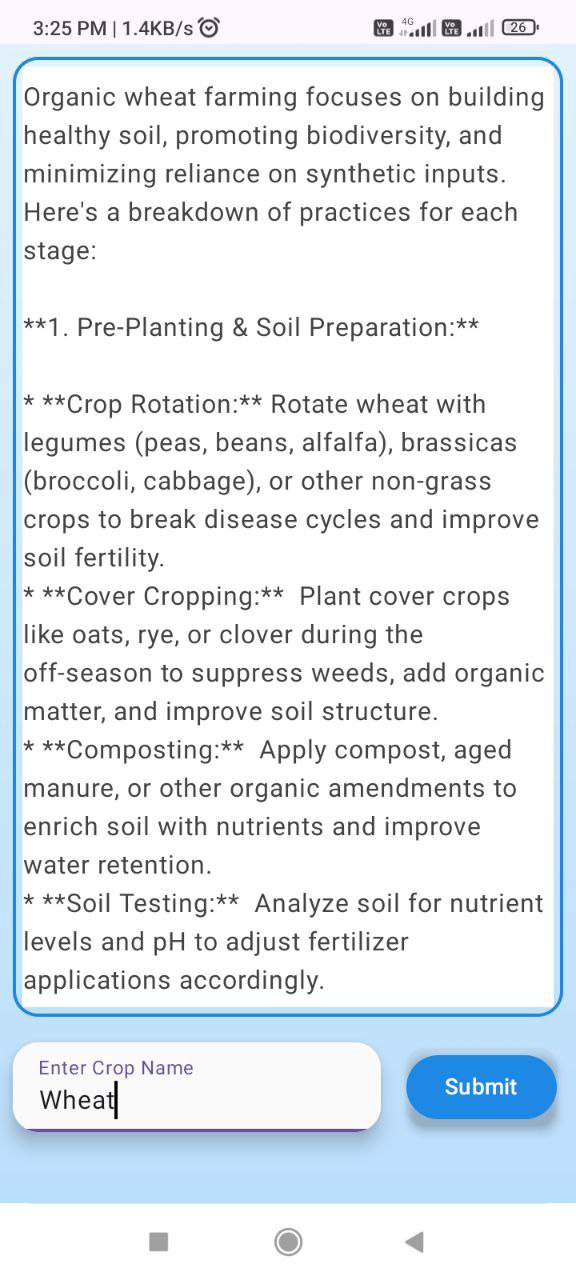 3:25 PM | 1.4KB/s
Vo LTE 4G Vo LTE 26
Organic wheat farming focuses on building
healthy soil, promoting biodiversity, and
minimizing reliance on synthetic inputs.
Here's a breakdown of practices for each
stage:
**1. Pre-Planting & Soil Preparation:**
* **Crop Rotation:** Rotate wheat with
legumes (peas, beans, alfalfa), brassicas
(broccoli, cabbage), or other non-grass
crops to break disease cycles and improve
soil fertility.
* **Cover Cropping:**  Plant cover crops
like oats, rye, or clover during the
off-season to suppress weeds, add organic
matter, and improve soil structure.
* **Composting:**  Apply compost, aged
manure, or other organic amendments to
enrich soil with nutrients and improve
water retention.
* **Soil Testing:**  Analyze soil for nutrient
levels and pH to adjust fertilizer
applications accordingly.
Enter Crop Name
Wheat
Submit